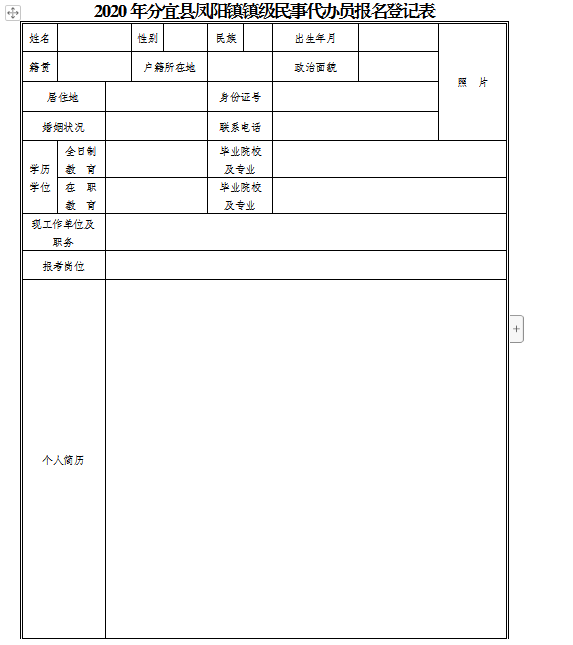 2020 年分宜县凤阳镇镇级民事代办员报名登记表
姓名 性别 民族 出生年月
籍贯 户籍所在地 政治面貌
照 片
居住地 身份证号
婚姻状况 联系电话
学历
学位
全日制
教 育
毕业院校
及专业
在 职
教 育
毕业院校
及专业
现工作单位及
职务
报考岗位
个人简历